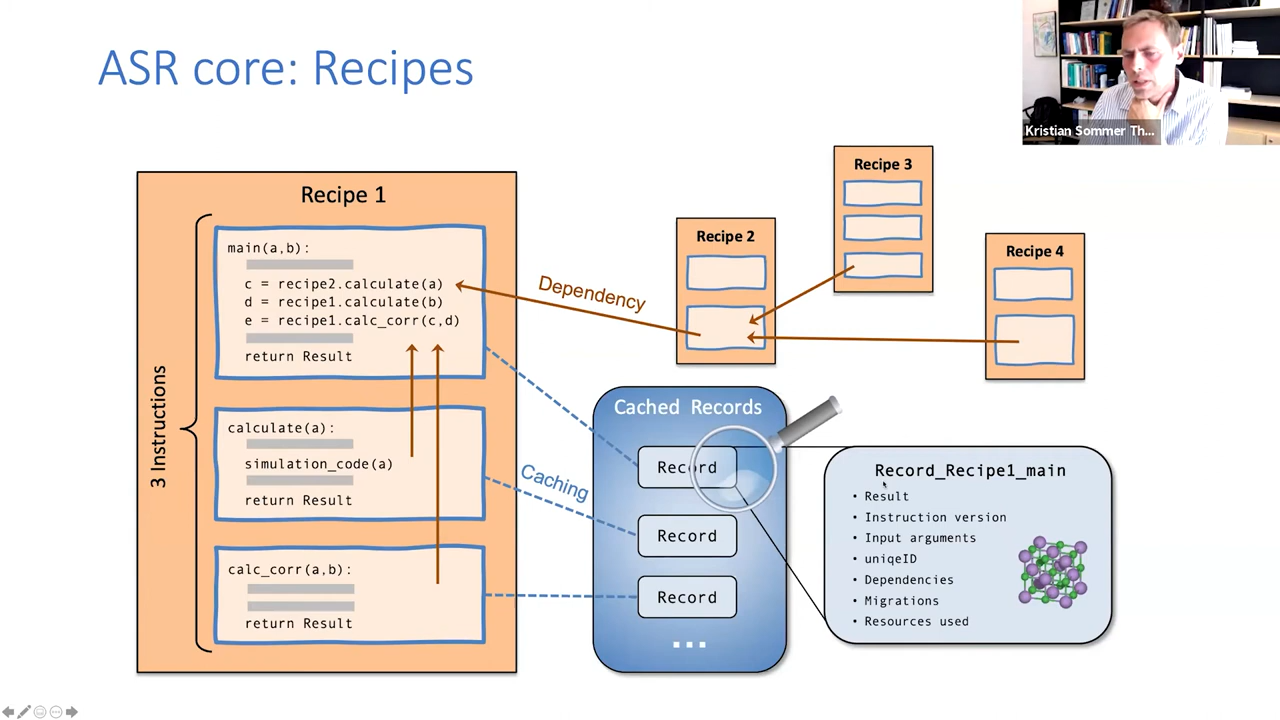 ASR core: Recipes
Kristian Sommer Th...
Recipe 1
3 Instructions
main(a,b):
c = recipe2.calculate(a)
d = recipe1.calculate(b)
e = recipe1.calc_corr(c,d)
return Result
calculate(a):
simulation_code(a)
return Result
calc_corr(a,b):
return Result
Dependency
Recipe 2
Recipe 3
Recipe 4
Caching
Cached Records
Record
Record
Record
...
Record_Recipe1_main
• Result
• Instruction version
• Input arguments
• uniqeID
• Dependencies
• Migrations
• Resources used